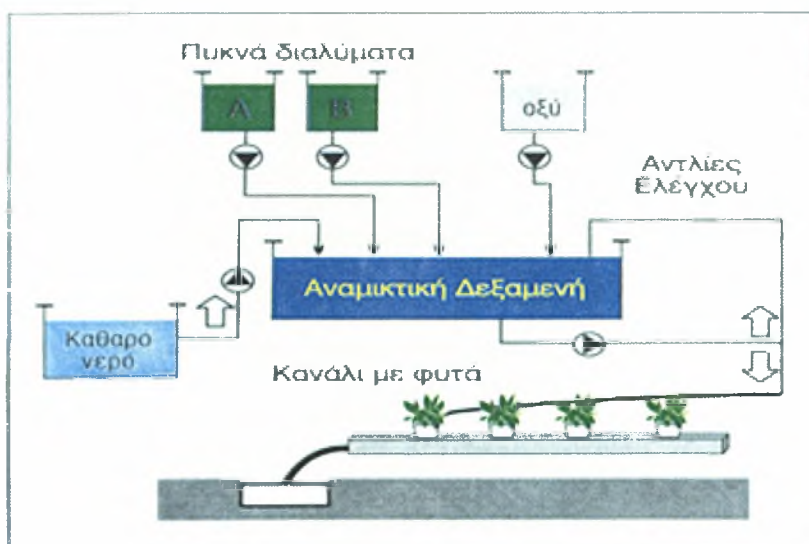 Πυκνά διαλύματα
Α
Β
οξύ
Αντλίες
Ελέγχου
Αναμικτική Δεξαμενή
Καθαρό
νερό
Κανάλι με φυτά